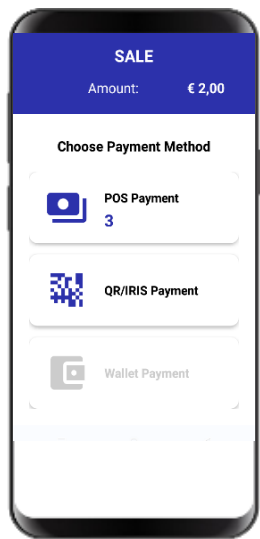 SALE
Amount: € 2,00
Choose Payment Method
POS Payment
3
QR/IRIS Payment
Wallet Payment